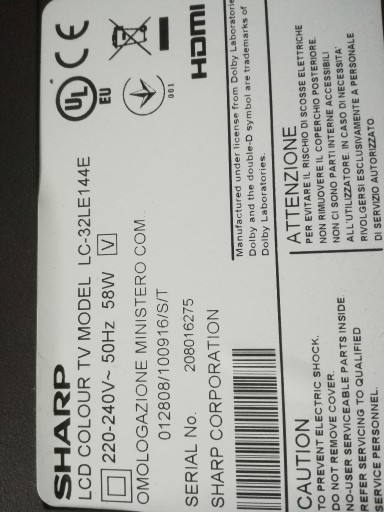 SHARP
LCD COLOUR TV MODEL LC-32LE144E
220-240V~ 50Hz 58W V
OMOLOGAZIONE MINISTERO COM.
012808/100916/S/T
SERIAL No. 208016275
SHARP CORPORATION
UL CE
EU
001
HDMI
Manufactured under license from Dolby Laboratories.
Dolby and the double-D symbol are trademarks of
Dolby Laboratories.
CAUTION
TO PREVENT ELECTRIC SHOCK.
DO NOT REMOVE COVER.
NO-USER-SERVICEABLE PARTS INSIDE
REFER SERVICING TO QUALIFIED
SERVICE PERSONNEL.
ATTENZIONE
PER EVITARE IL RISCHIO DI SCOSSE ELETTRICHE
NON RIMUOVERE IL COPERCHIO POSTERIORE.
NON CI SONO PARTI INTERNE ACCESSIBILI
ALL'UTILIZZATORE. IN CASO DI NECESSITA'
RIVOLGERSI ESCLUSIVAMENTE A PERSONALE
DI SERVIZIO AUTORIZZATO